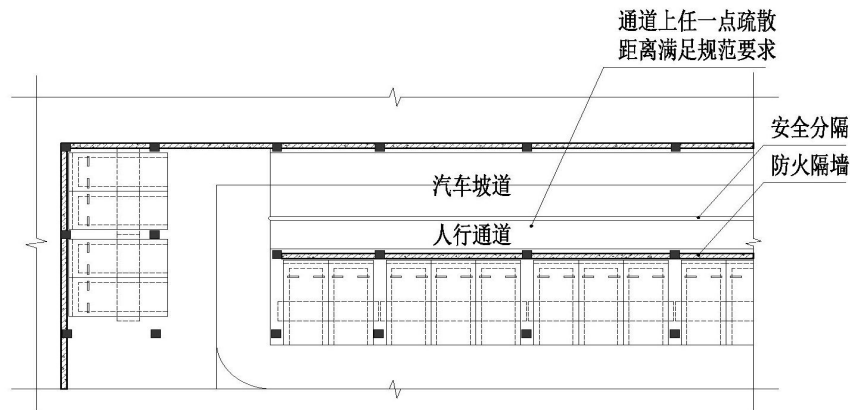 通道上任一点疏散
距离满足规范要求
安全分隔
防火隔墙
汽车坡道
人行通道